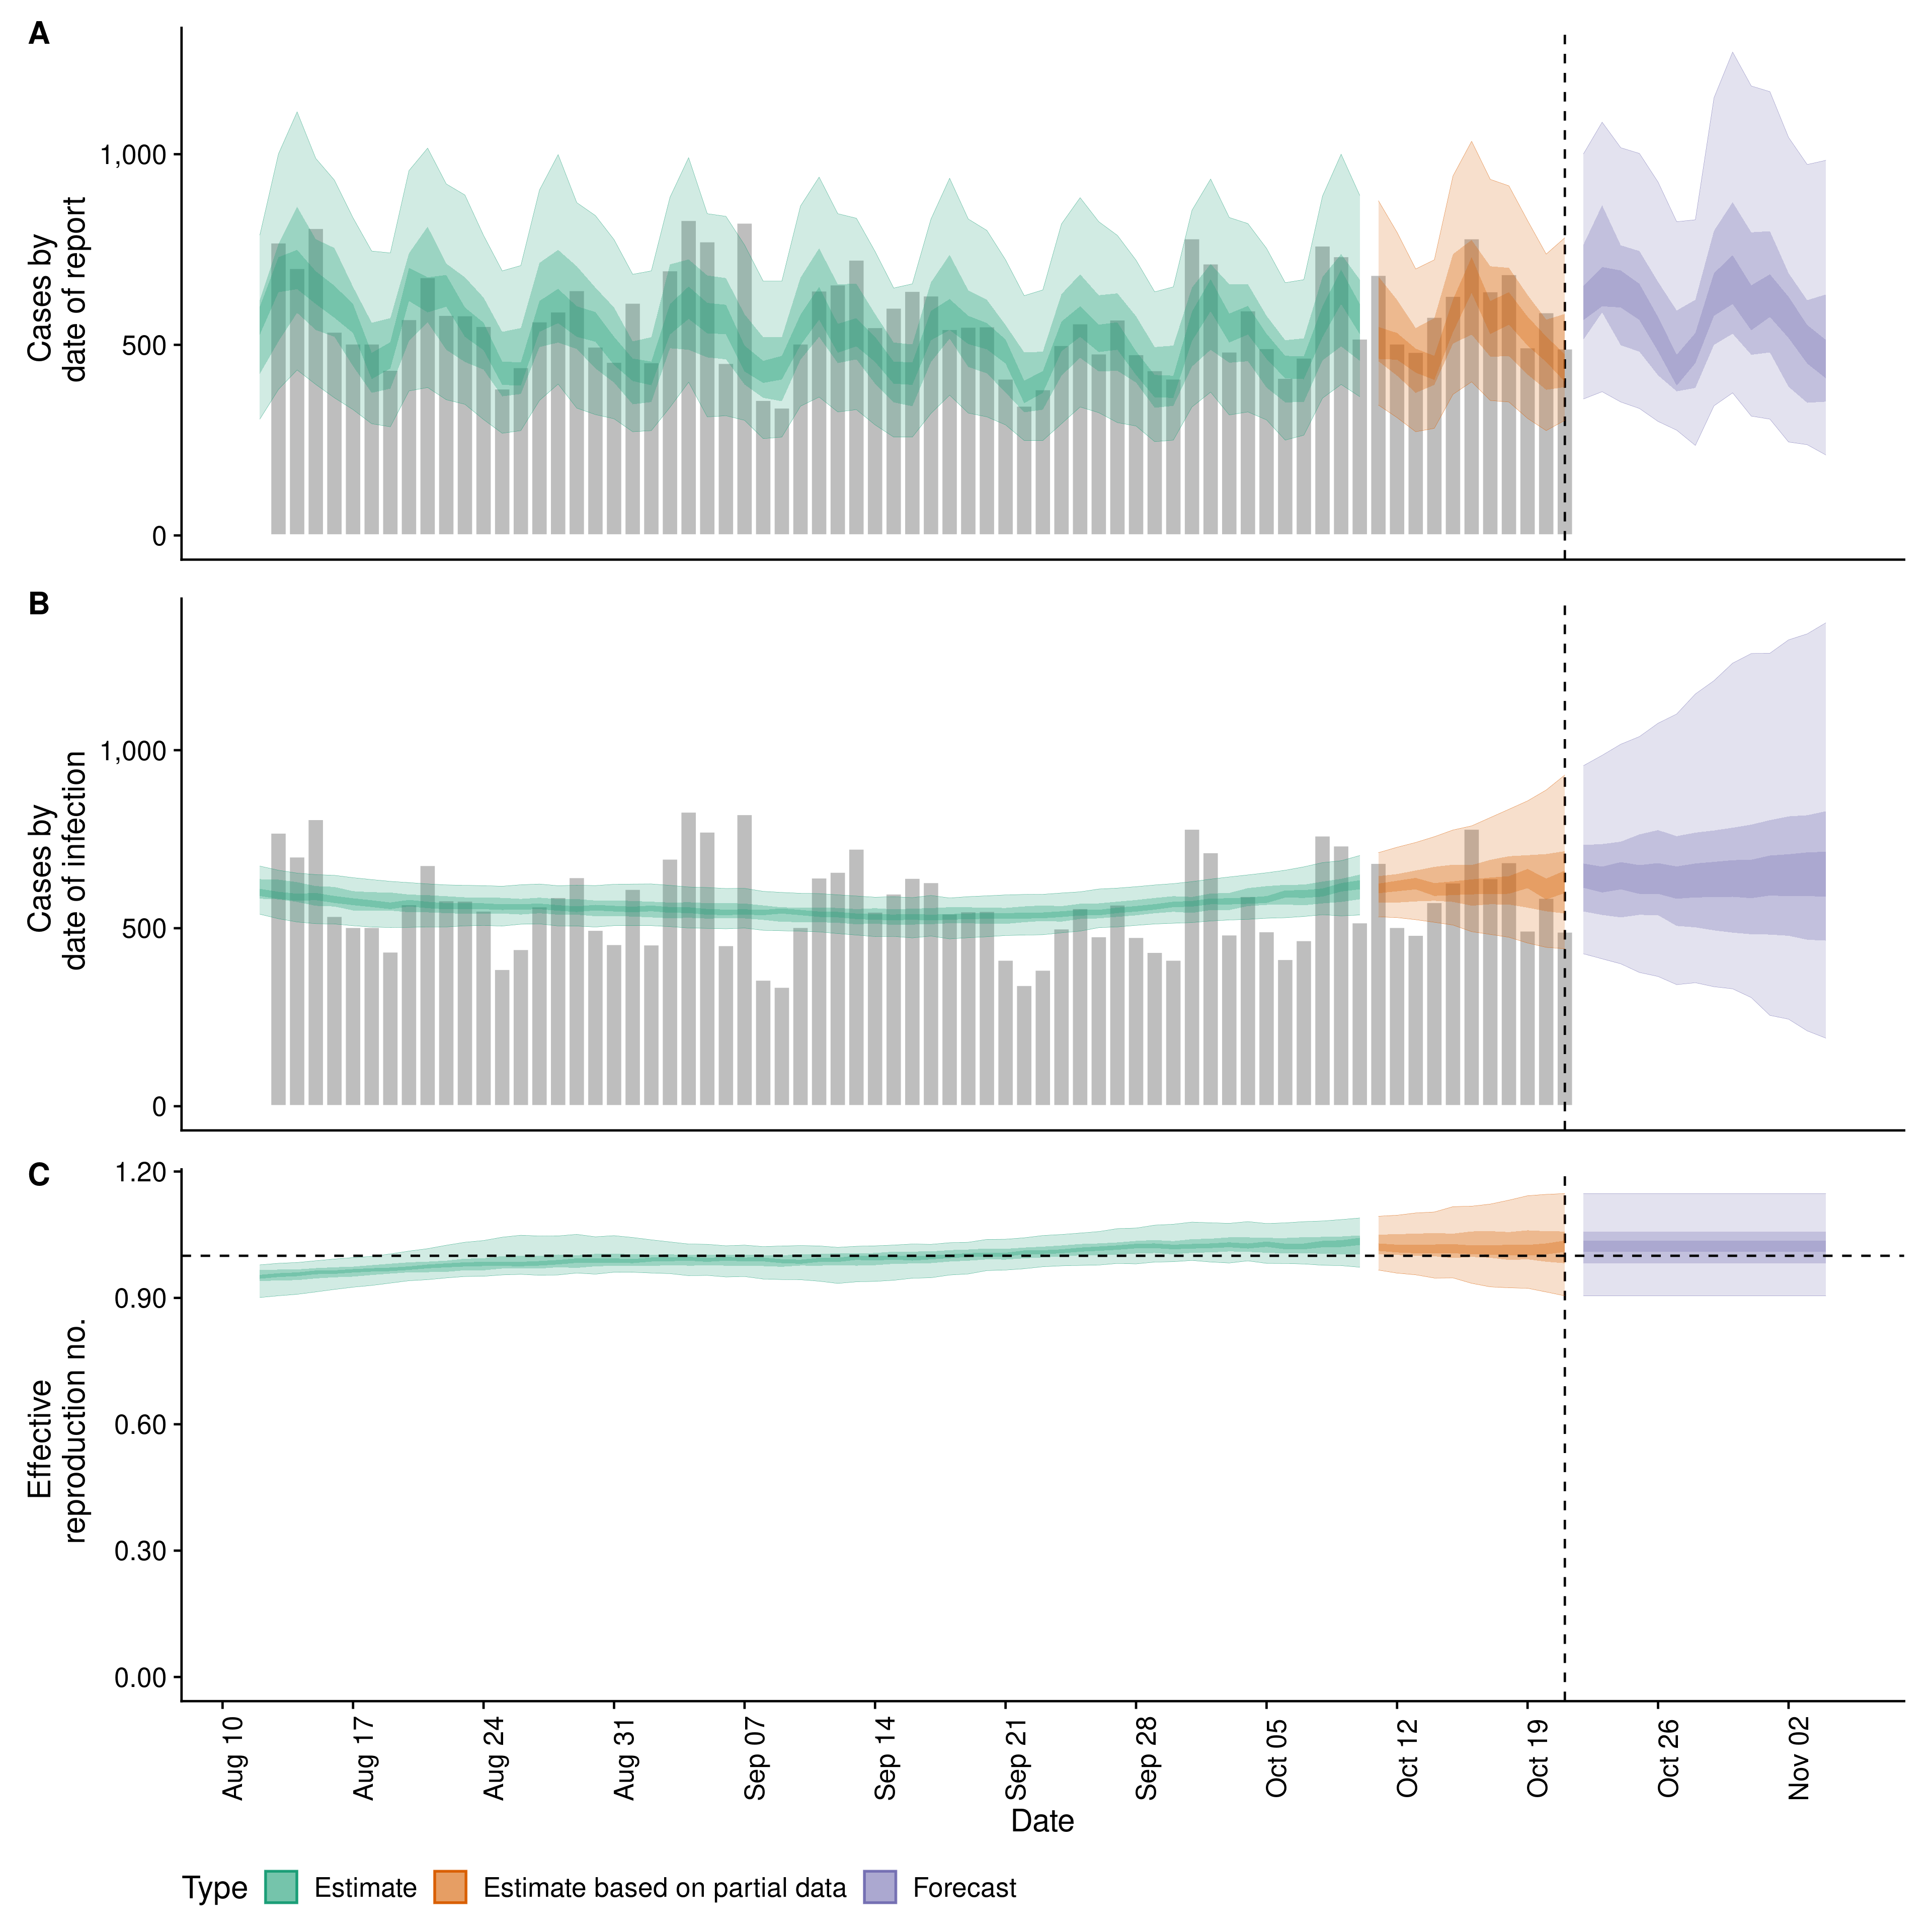 A
Cases by
date of report
1,000
500
0
B
Cases by
date of infection
1,000
500
0
C
Effective
reproduction no.
1.20
0.90
0.60
0.30
0.00
Aug 10
Aug 17
Aug 24
Aug 31
Sep 07
Sep 14
Sep 21
Sep 28
Oct 05
Oct 12
Oct 19
Oct 26
Nov 02
Date
Type Estimate Estimate based on partial data Forecast